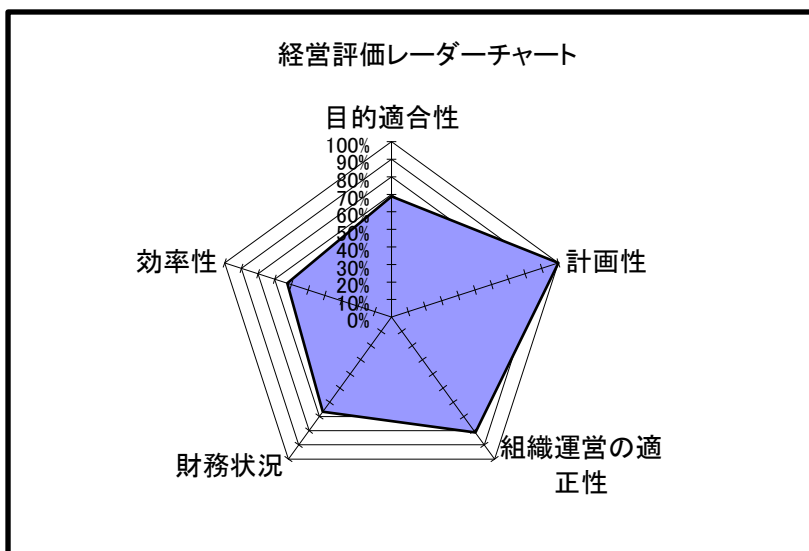 経営評価レーダーチャート
目的適合性
100%
90%
80%
70%
60%
50%
40%
30%
20%
10%
0%
効率性
計画性
財務状況
組織運営の適
正性